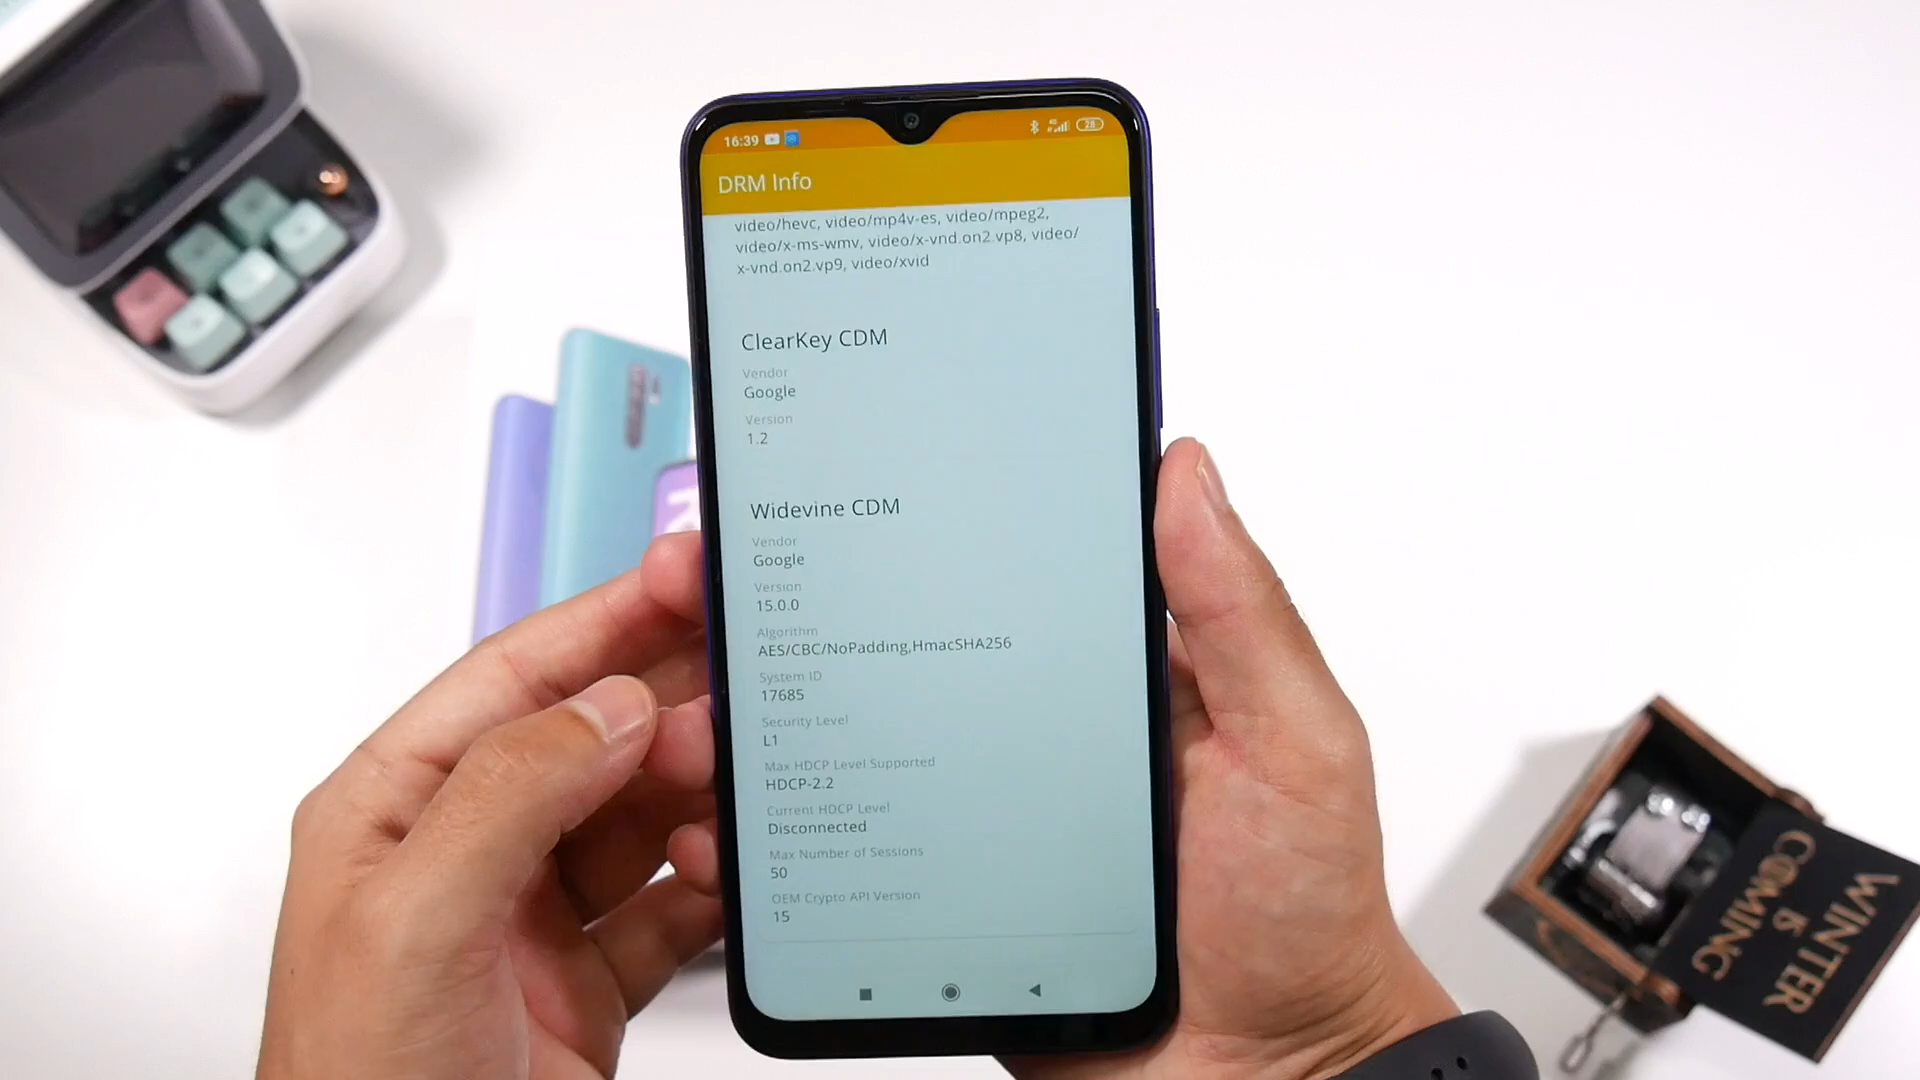 16:39
4G
28
DRM Info
video/hevc, video/mp4v-es, video/mpeg2,
video/x-ms-wmv, video/x-vnd.on2.vp8, video/
x-vnd.on2.vp9, video/xvid
ClearKey CDM
Vendor
Google
Version
1.2
Widevine CDM
Vendor
Google
Version
15.0.0
Algorithm
AES/CBC/NoPadding,HmacSHA256
System ID
17685
Security Level
L1
Max HDCP Level Supported
HDCP-2.2
Current HDCP Level
Disconnected
Max Number of Sessions
50
OEM Crypto API Version
15
WINTER
IS
COMING